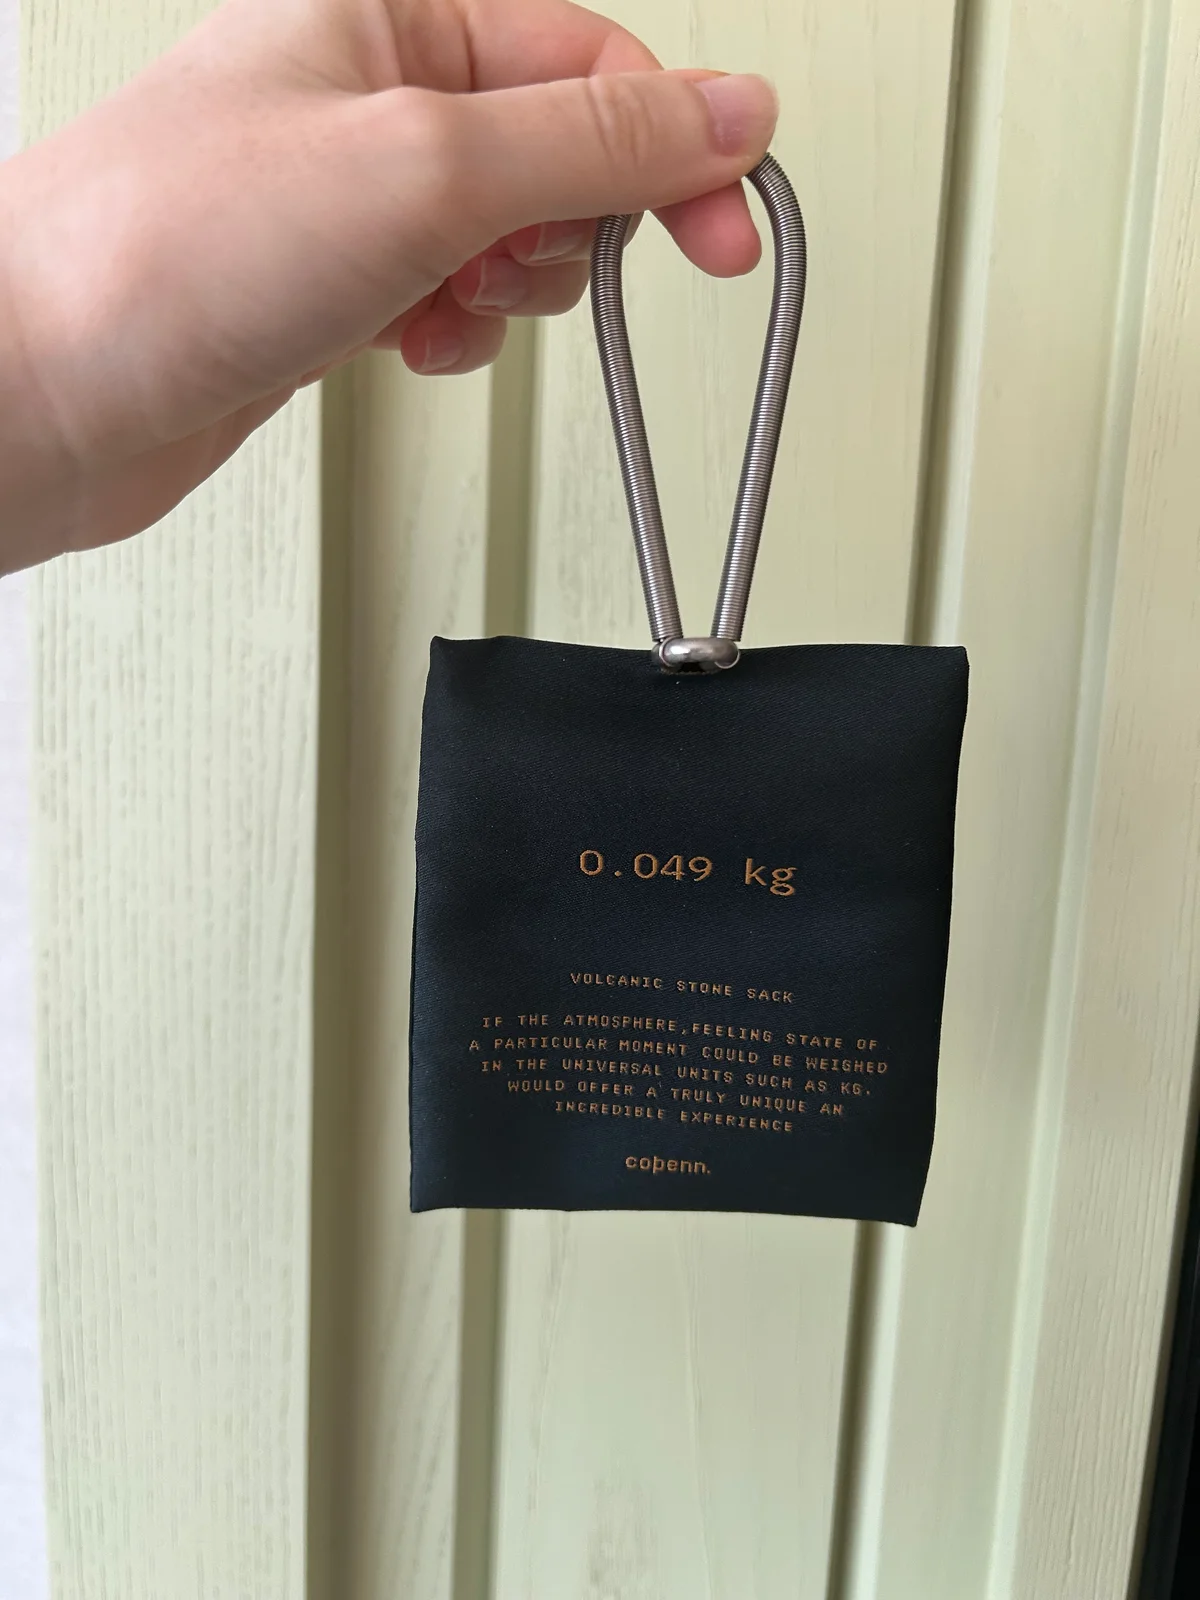 0.049 kg
VOLCANIC STONE SACK
IF THE ATMOSPHERE,FEELING STATE OF
A PARTICULAR MOMENT COULD BE WEIGHED
IN THE UNIVERSAL UNITS SUCH AS KG.
WOULD OFFER A TRULY UNIQUE AN
INCREDIBLE EXPERIENCE
coþenn.